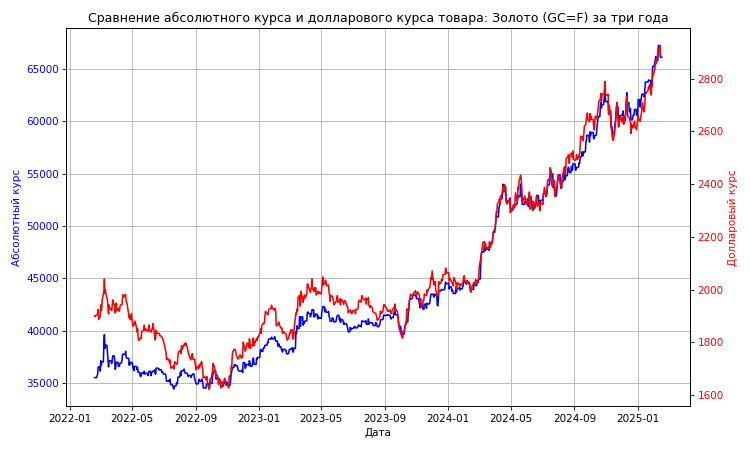 Сравнение абсолютного курса и долларового курса товара: Золото (GC=F) за три года
Абсолютный курс
65000
60000
55000
50000
45000
40000
35000
2800
2600
2400
2200
2000
1800
1600
Долларовый курс
2022-01 2022-05 2022-09 2023-01 2023-05 2023-09 2024-01 2024-05 2024-09 2025-01
Дата